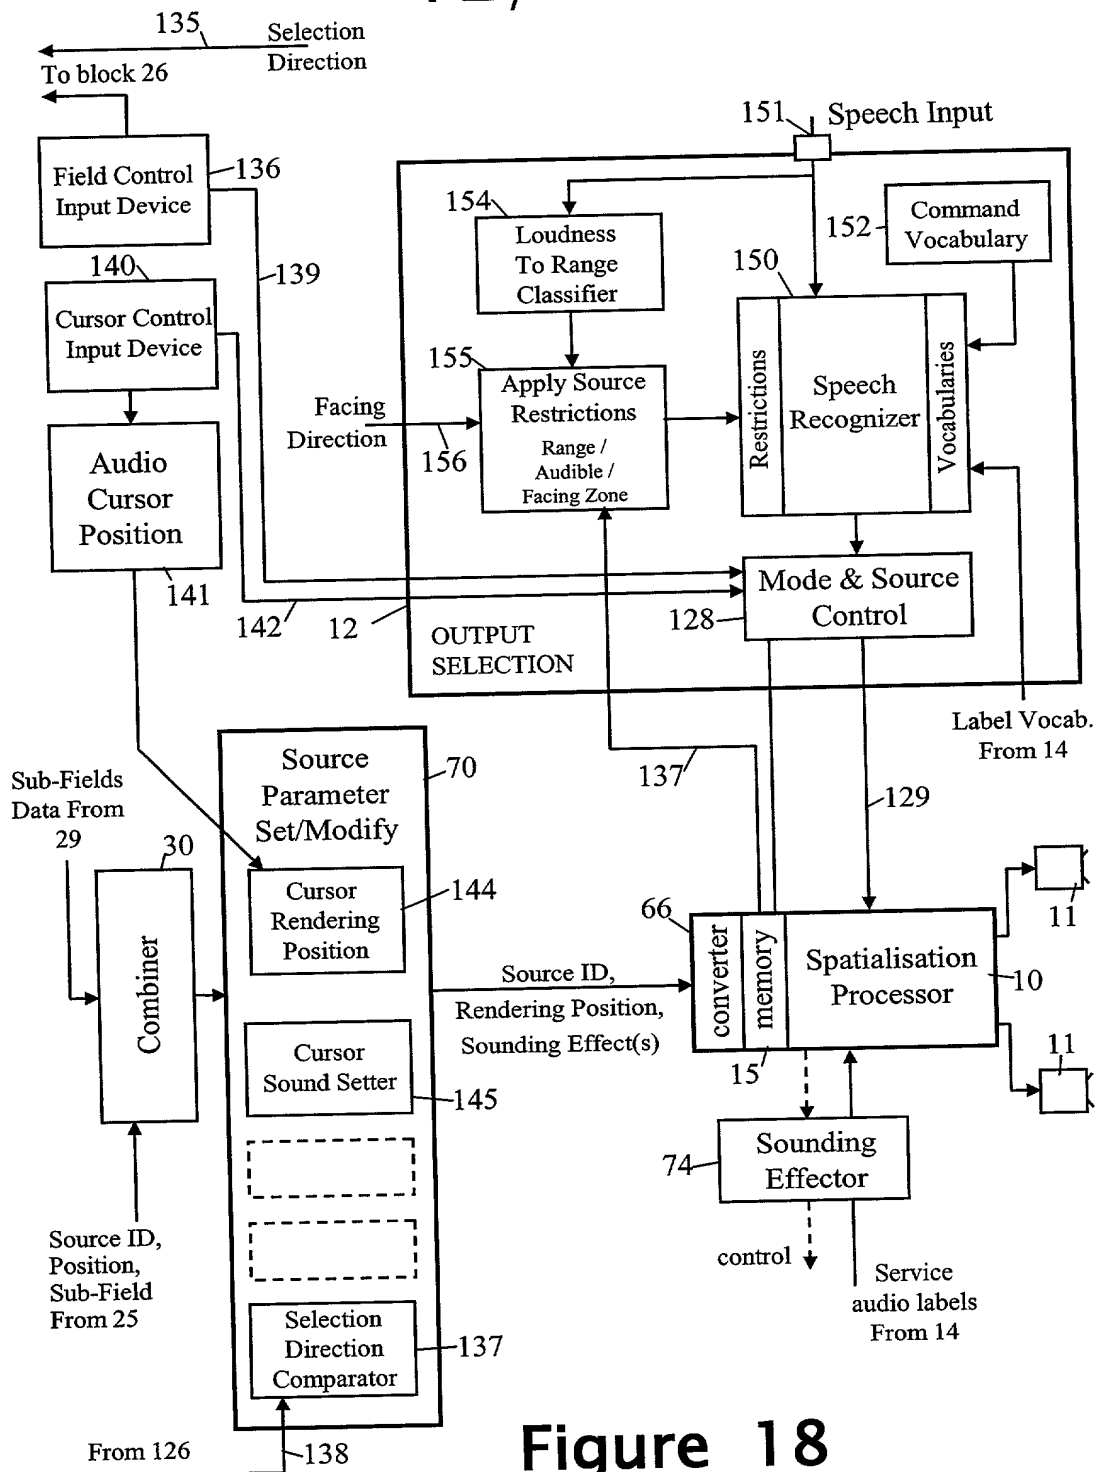 135
Selection
Direction
To block 26
Field Control
Input Device
136
139
140
Cursor Control
Input Device
Audio
Cursor
Position
141
142
12
151
Speech Input
154
Loudness
To Range
Classifier
152
Command
Vocabulary
150
155
Apply Source
Restrictions
Range /
Audible /
Facing Zone
Facing
Direction
156
Restrictions
Speech
Recognizer
Vocabularies
Mode & Source
Control
128
OUTPUT
SELECTION
Label Vocab.
From 14
137
129
Sub-Fields
Data From
29
30
Combiner
Source ID,
Position,
Sub-Field
From 25
Source
Parameter
Set/Modify
70
Cursor
Rendering
Position
144
Cursor
Sound Setter
145
Selection
Direction
Comparator
137
From 126
138
Source ID,
Rendering Position,
Sounding Effect(s)
66
converter
memory
15
Spatialisation
Processor
10
11
11
Sounding
Effector
74
control
Service
audio labels
From 14
Figure 18